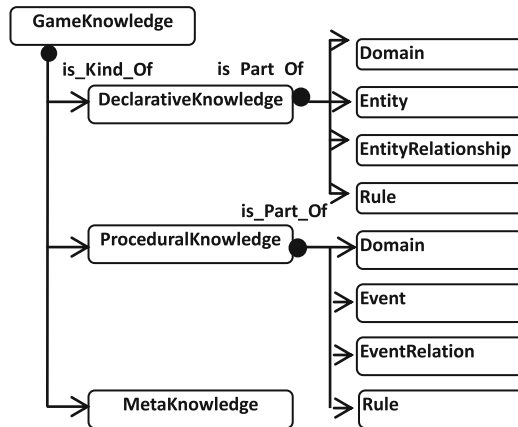 GameKnowledge
is_Kind_Of
is Part Of
Domain
DeclarativeKnowledge
Entity
EntityRelationship
Rule
is_Part_Of
ProceduralKnowledge
Domain
Event
EventRelation
MetaKnowledge
Rule